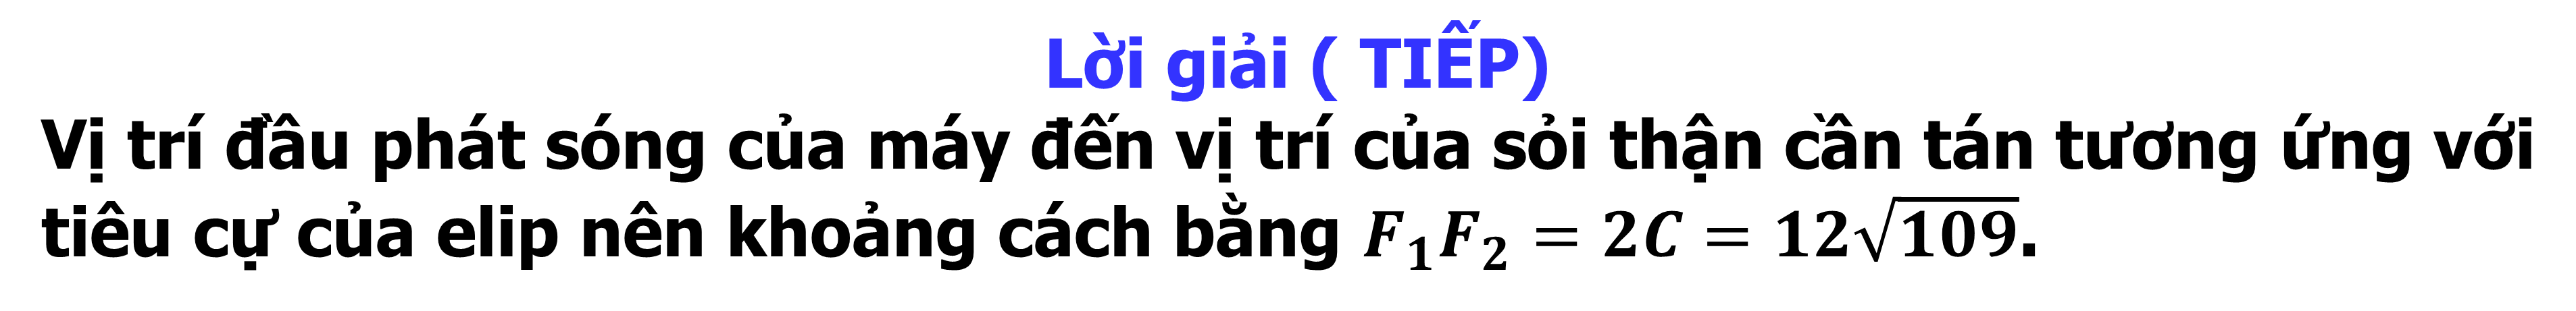 Lời giải ( TIẾP)
Vị trí đầu phát sóng của máy đến vị trí của sỏi thận cần tán tương ứng với
tiêu cự của elip nên khoảng cách bằng F₁F₂ = 2C = 12√109.